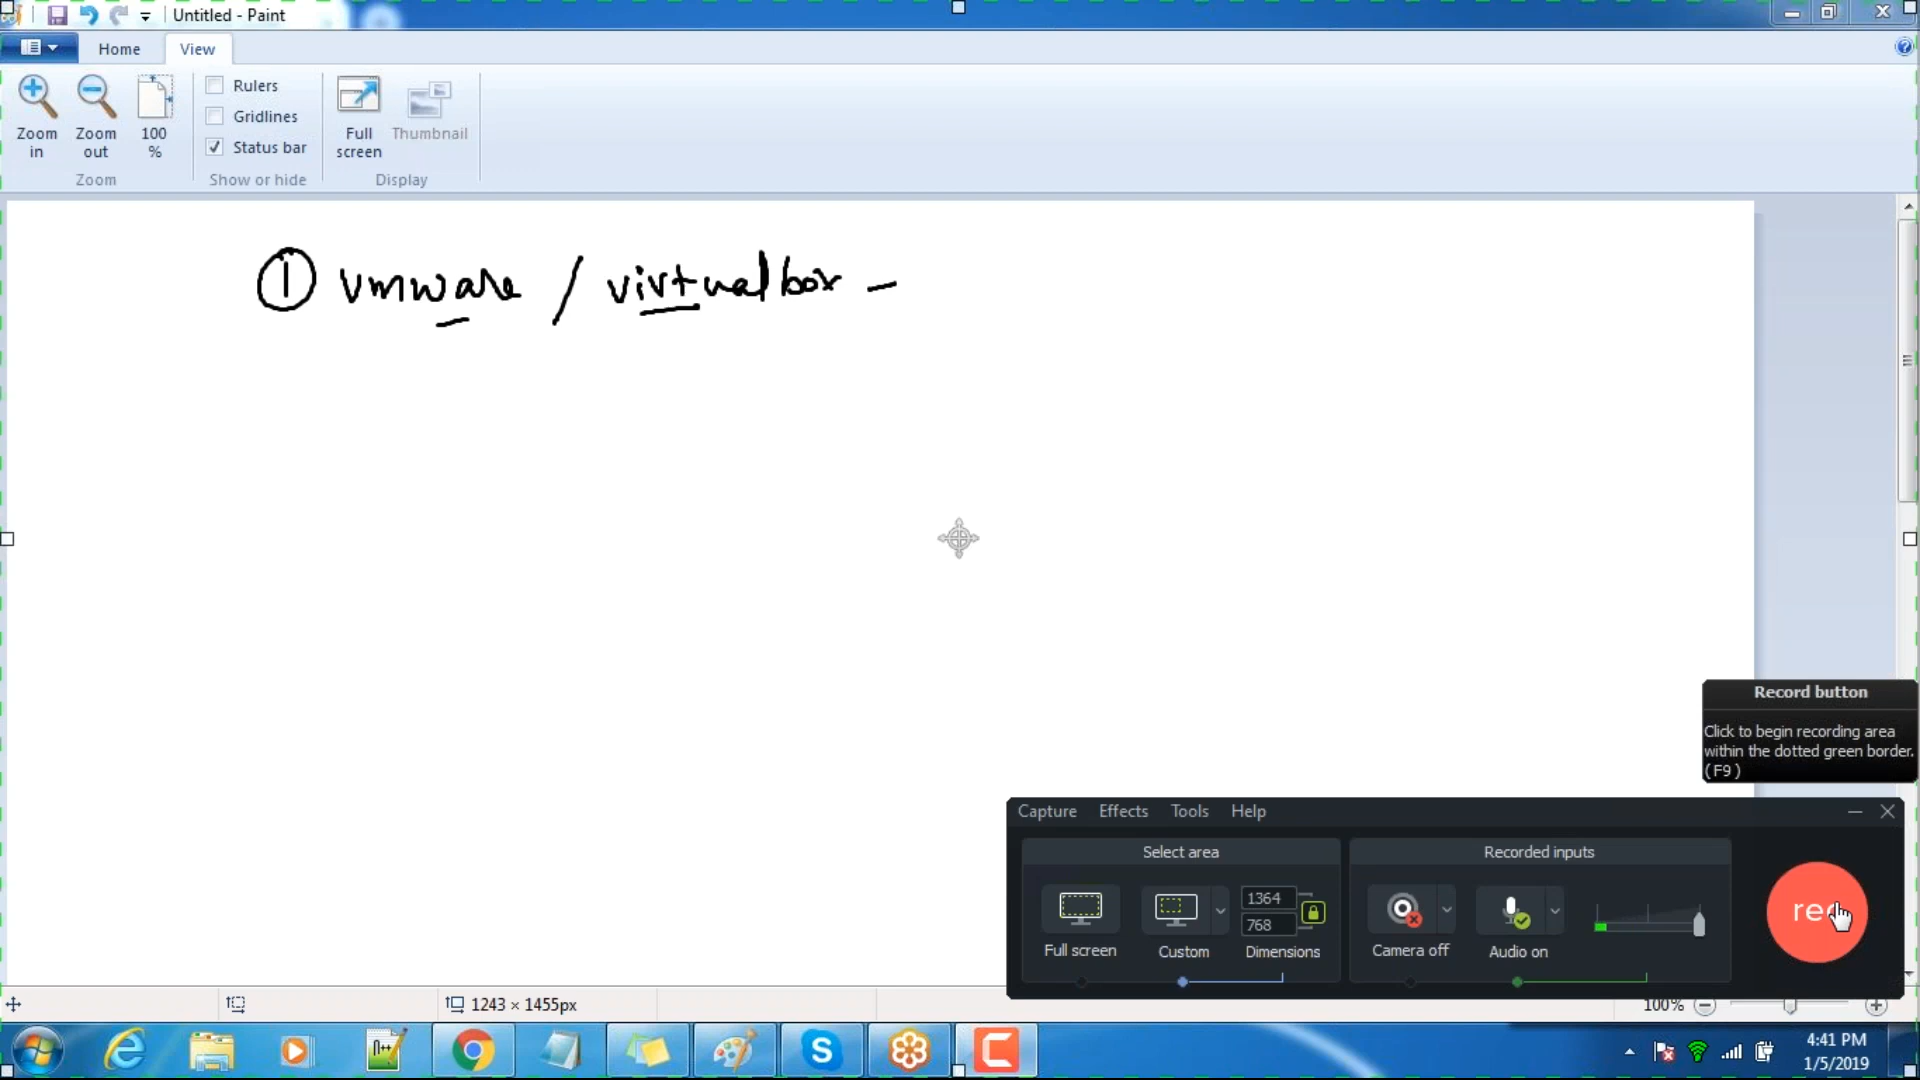 Untitled - Paint
Home View
Zoom in
Zoom out
100 %
Rulers
Gridlines
Status bar
Full screen
Thumbnail
Zoom
Show or hide
Display
① vmware / virtualbox -
Record button
Click to begin recording area
within the dotted green border.
(F9)
Capture Effects Tools Help
Select area
Recorded inputs
1364
768
rec
Full screen
Custom
Dimensions
Camera off
Audio on
1243 × 1455px
100%
4:41 PM
1/5/2019